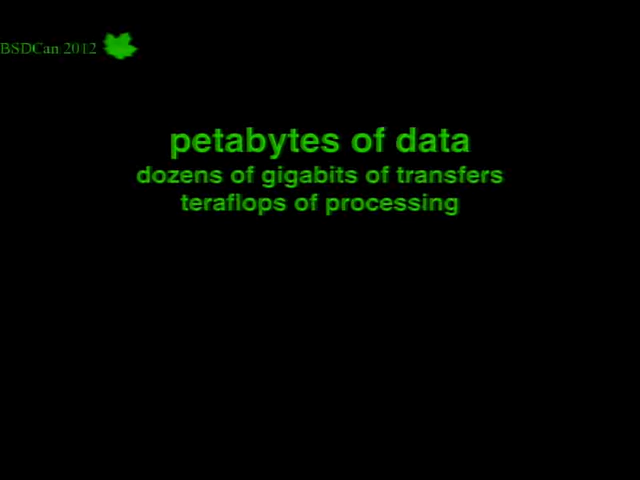 BSDCan 2012
petabytes of data
dozens of gigabits of transfers
teraflops of processing